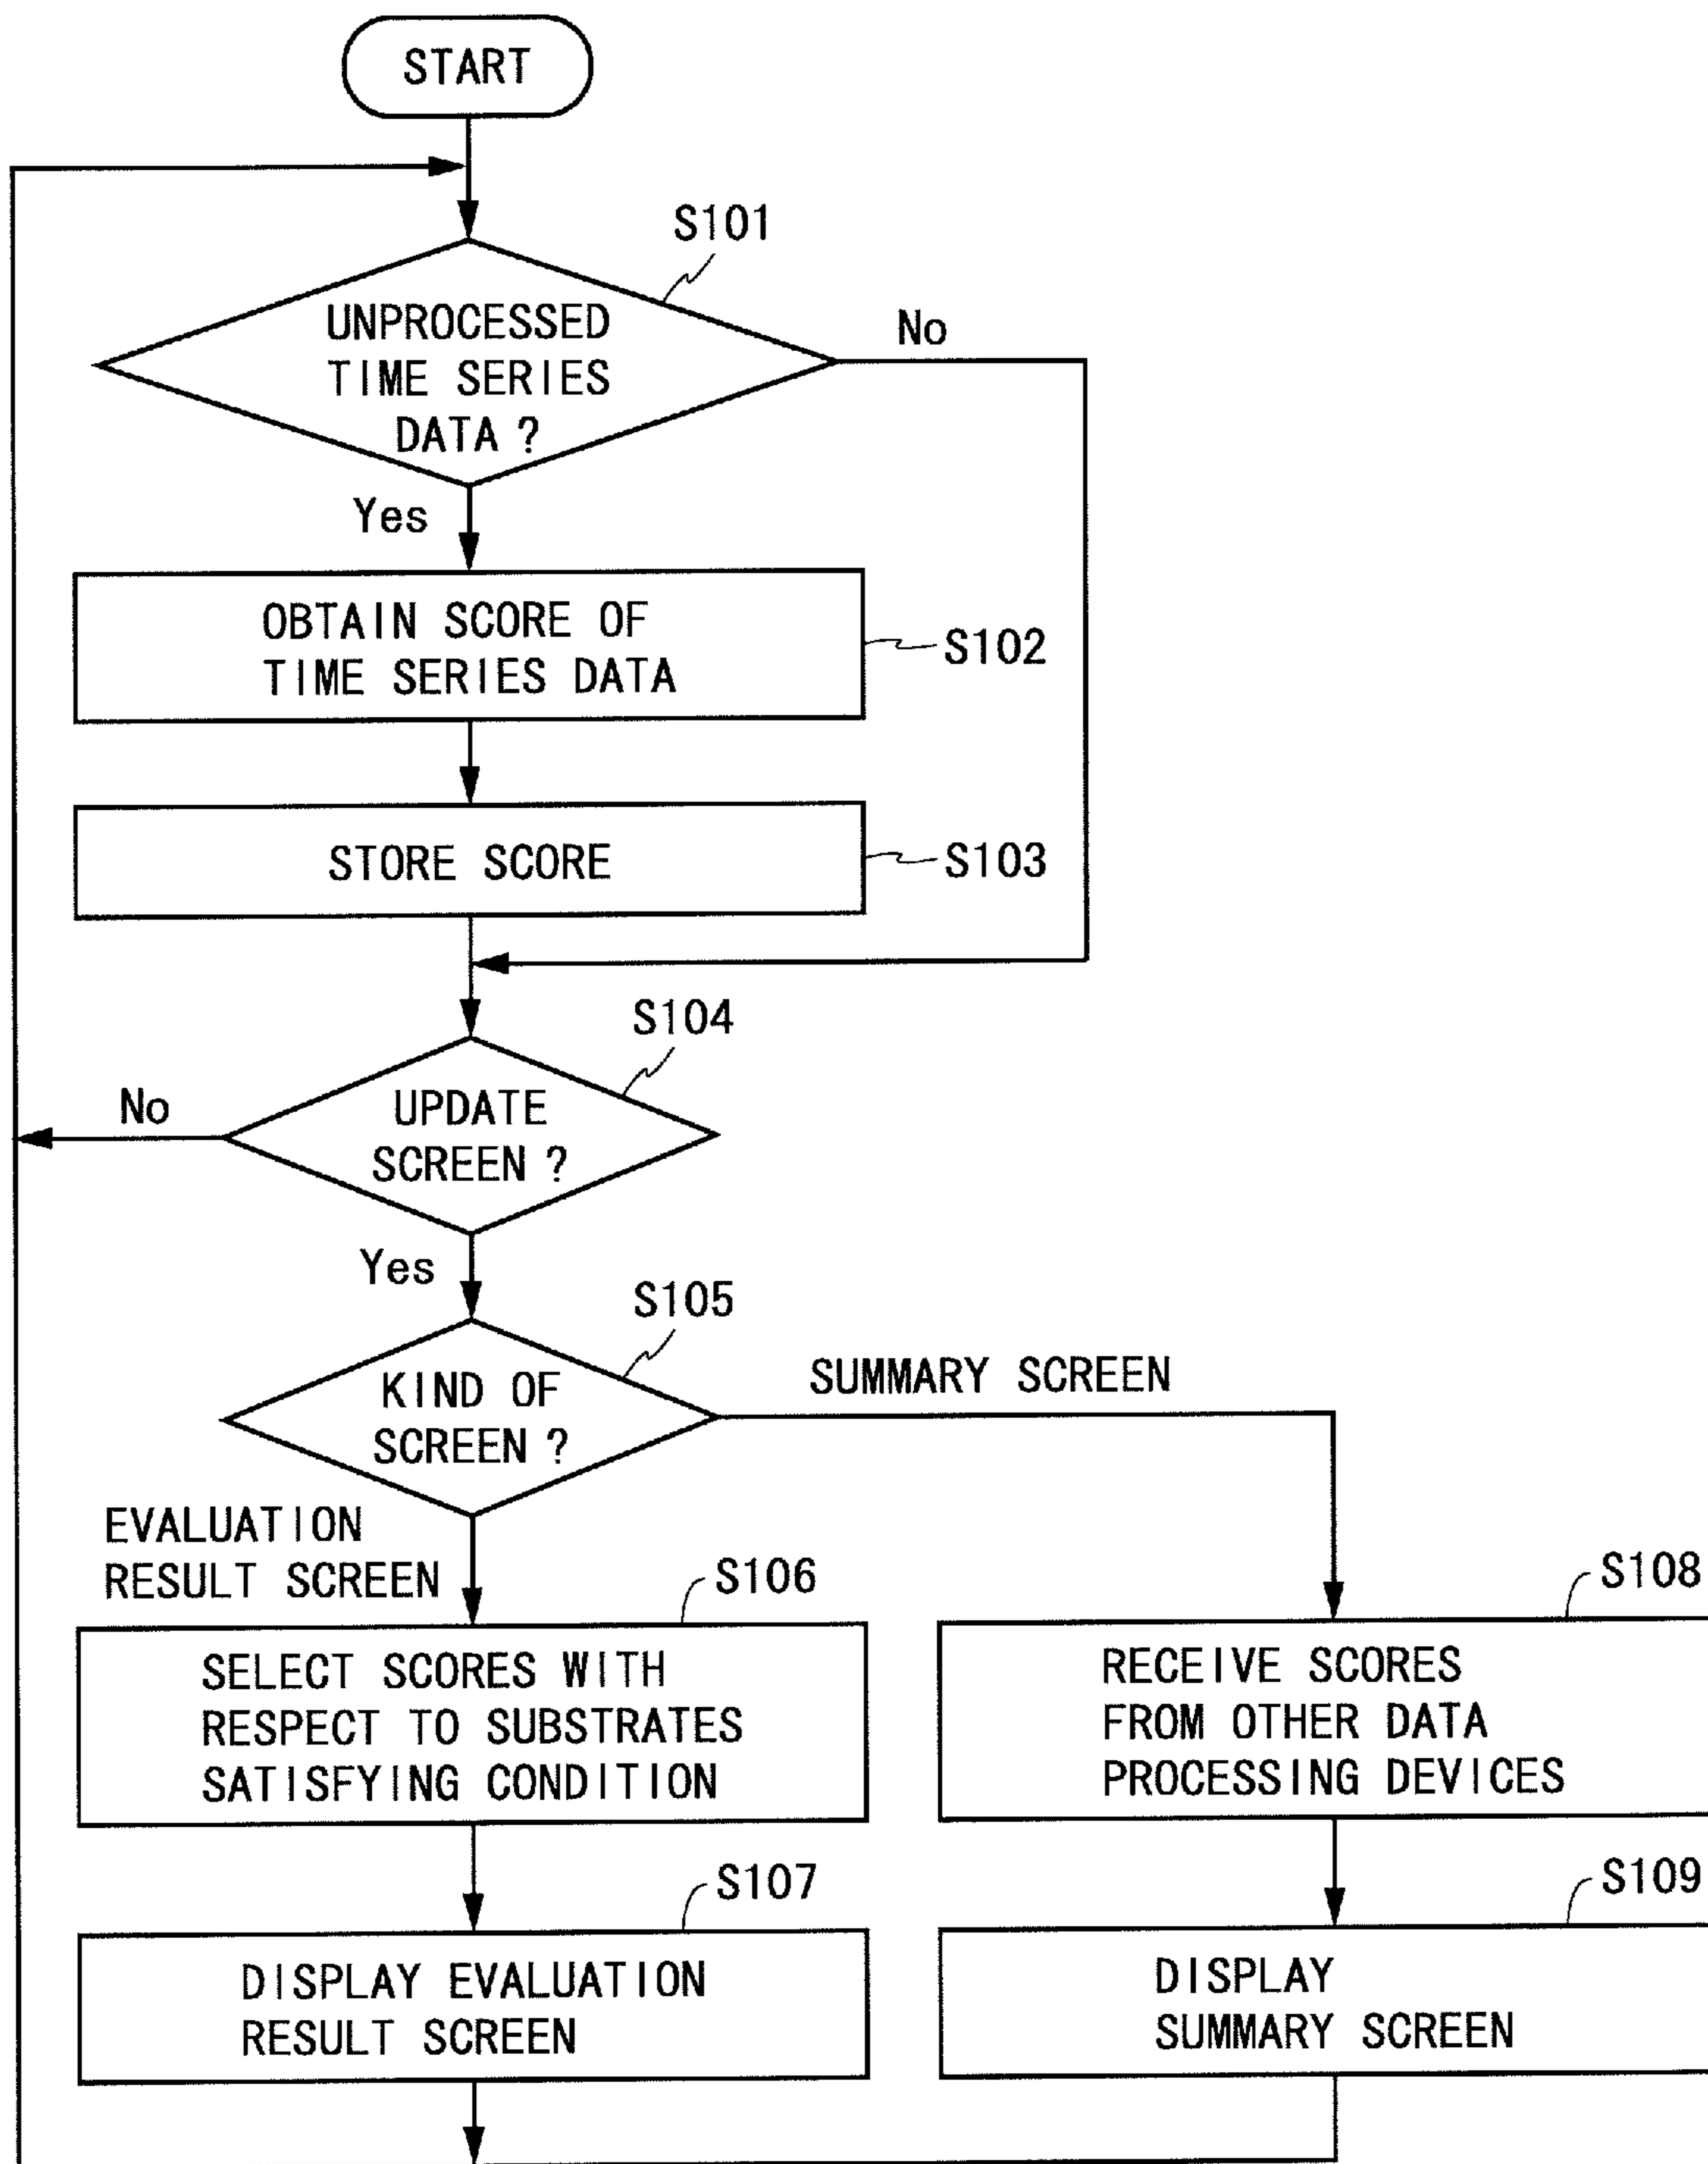 START
S101
UNPROCESSED
TIME SERIES
DATA ?
No
Yes
OBTAIN SCORE OF
TIME SERIES DATA
S102
STORE SCORE
S103
S104
UPDATE
SCREEN ?
No
Yes
S105
KIND OF
SCREEN ?
SUMMARY SCREEN
EVALUATION
RESULT SCREEN
S106
SELECT SCORES WITH
RESPECT TO SUBSTRATES
SATISFYING CONDITION
S108
RECEIVE SCORES
FROM OTHER DATA
PROCESSING DEVICES
S107
DISPLAY EVALUATION
RESULT SCREEN
S109
DISPLAY
SUMMARY SCREEN